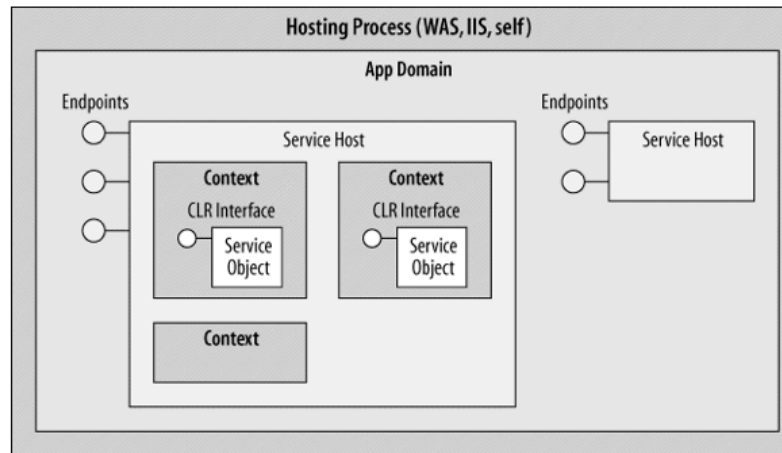 Hosting Process (WAS, IIS, self)
App Domain
Endpoints
Service Host
Context
CLR Interface
Service
Object
Context
CLR Interface
Service
Object
Context
Endpoints
Service Host